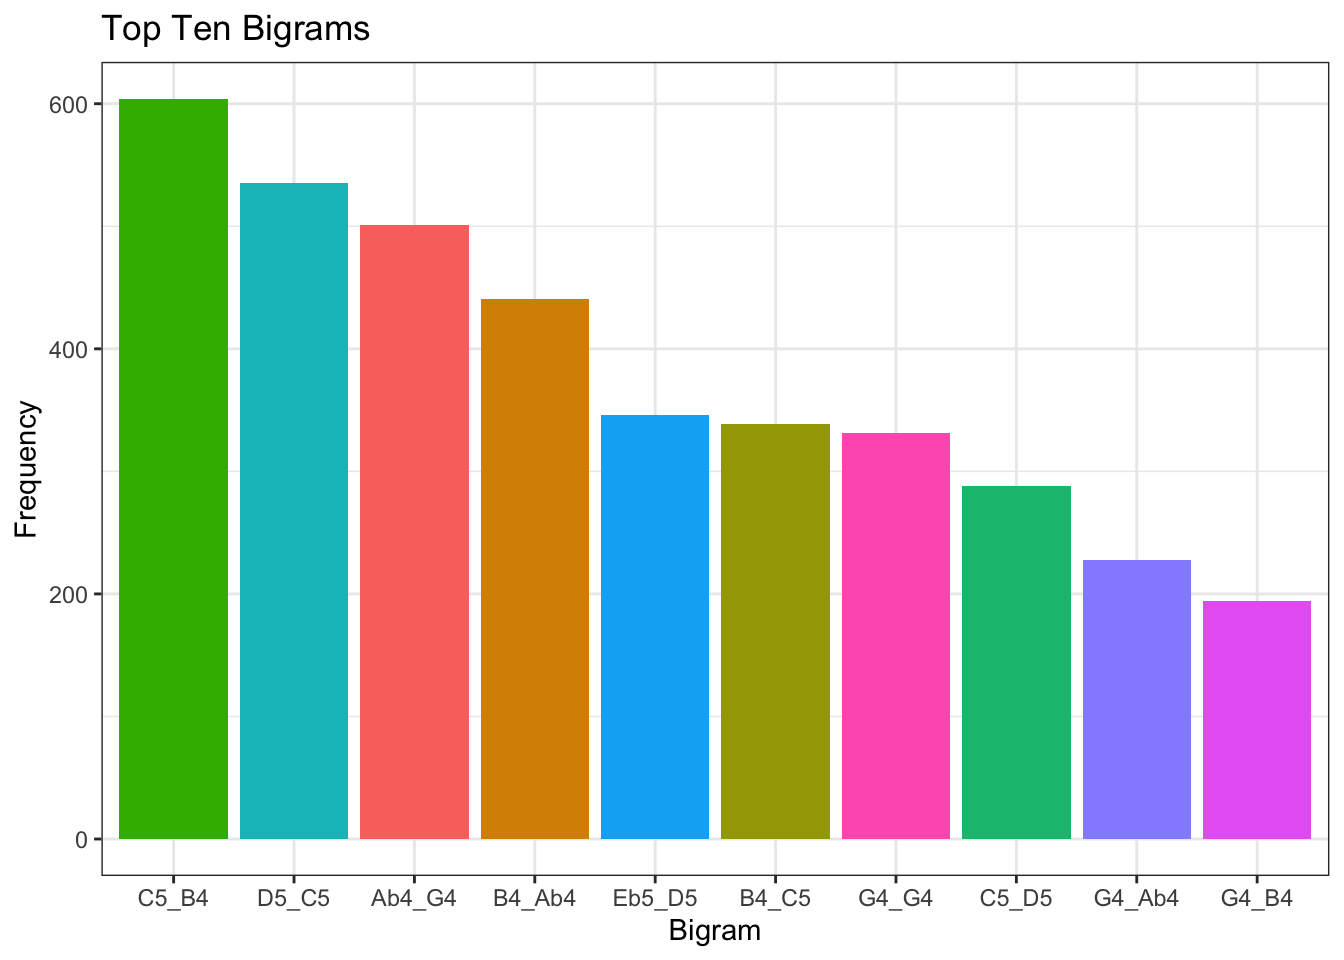 Top Ten Bigrams
600
400
200
0
Frequency
C5_B4 D5_C5 Ab4_G4 B4_Ab4 Eb5_D5 B4_C5 G4_G4 C5_D5 G4_Ab4 G4_B4
Bigram